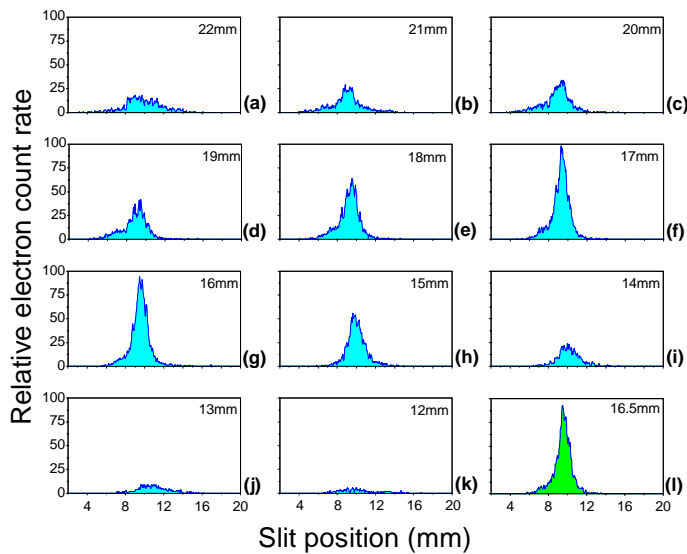 Relative electron count rate
100
75
50
25
0
22mm
(a)
21mm
(b)
20mm
(c)
100
75
50
25
0
19mm
(d)
18mm
(e)
17mm
(f)
100
75
50
25
0
16mm
(g)
15mm
(h)
14mm
(i)
100
75
50
25
0
13mm
(j)
12mm
(k)
16.5mm
(l)
4 8 12 16 20
4 8 12 16 20
4 8 12 16 20
Slit position (mm)